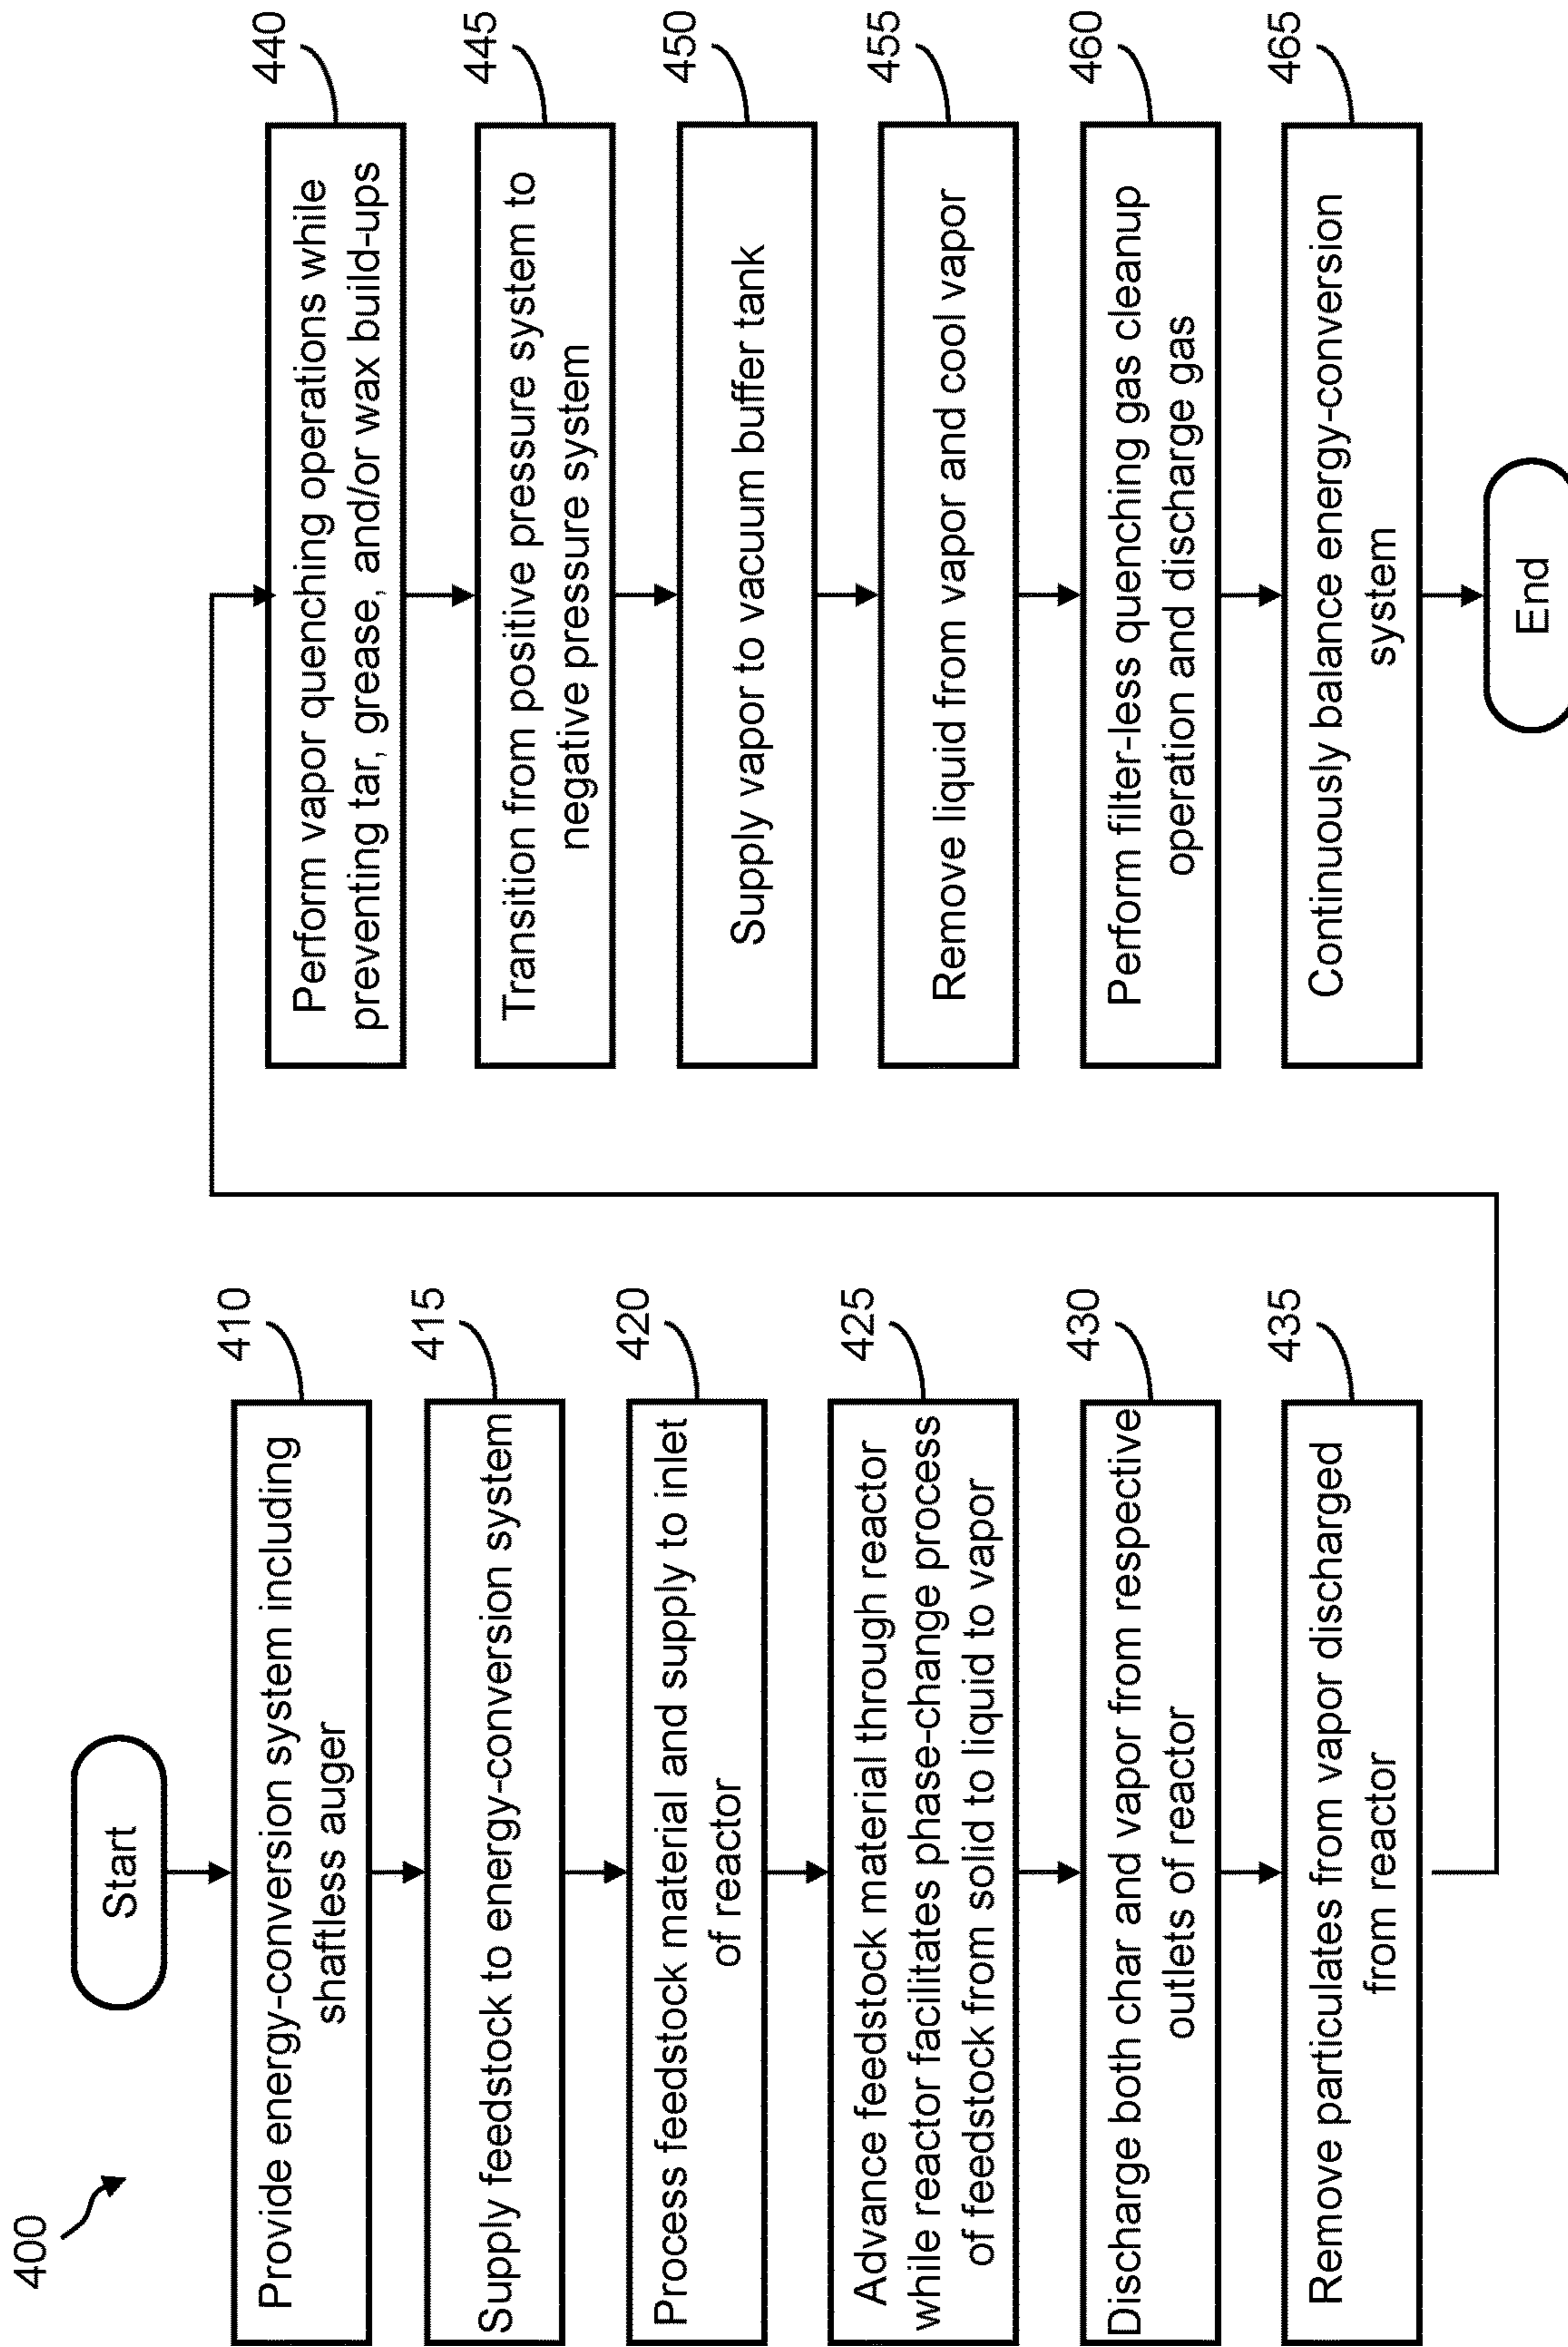 400
Start
410
Provide energy-conversion system including
shaftless auger
415
Supply feedstock to energy-conversion system
420
Process feedstock material and supply to inlet
of reactor
425
Advance feedstock material through reactor
while reactor facilitates phase-change process
of feedstock from solid to liquid to vapor
430
Discharge both char and vapor from respective
outlets of reactor
435
Remove particulates from vapor discharged
from reactor
440
Perform vapor quenching operations while
preventing tar, grease, and/or wax build-ups
445
Transition from positive pressure system to
negative pressure system
450
Supply vapor to vacuum buffer tank
455
Remove liquid from vapor and cool vapor
460
Perform filter-less quenching gas cleanup
operation and discharge gas
465
Continuously balance energy-conversion
system
End